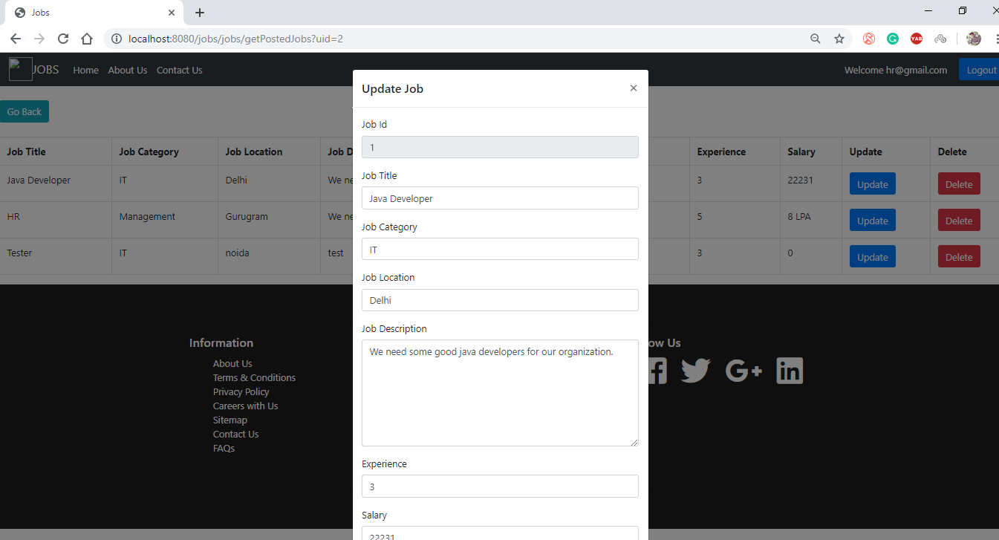 Jobs
localhost:8080/jobs/jobs/getPostedJobs?uid=2
YAB
JOBS Home About Us Contact Us Welcome hr@gmail.com Logout
Go Back
Job Title Job Category Job Location Job D Experience Salary Update Delete
Java Developer IT Delhi We ne 3 22231 Update Delete
HR Management Gurugram We ne 5 8 LPA Update Delete
Tester IT noida test 3 0 Update Delete
Update Job ×
Job Id
1
Job Title
Java Developer
Job Category
IT
Job Location
Delhi
Job Description
We need some good java developers for our organization.
Experience
3
Salary
22231
Information
About Us
Terms & Conditions
Privacy Policy
Careers with Us
Sitemap
Contact Us
FAQs
ow Us
f G+ in